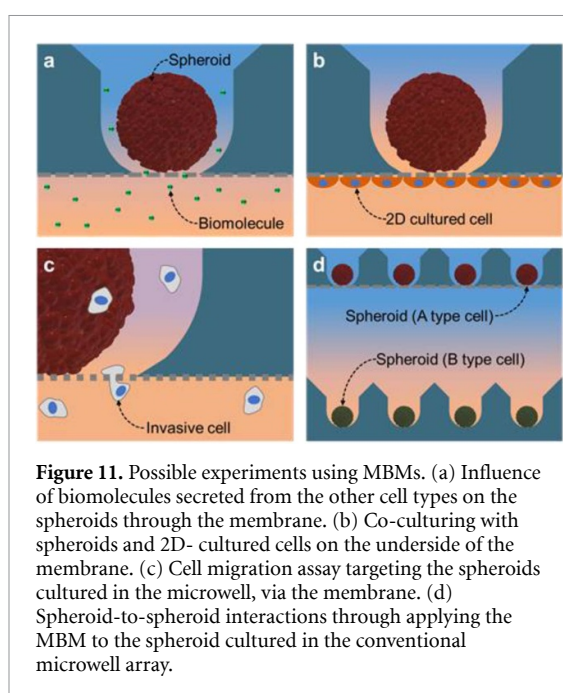 a
Spheroid
Biomolecule
b
2D cultured cell
c
Invasive cell
d
Spheroid (A type cell)
Spheroid (B type cell)
Figure 11. Possible experiments using MBMs. (a) Influence
of biomolecules secreted from the other cell types on the
spheroids through the membrane. (b) Co-culturing with
spheroids and 2D- cultured cells on the underside of the
membrane. (c) Cell migration assay targeting the spheroids
cultured in the microwell, via the membrane. (d)
Spheroid-to-spheroid interactions through applying the
MBM to the spheroid cultured in the conventional
microwell array.